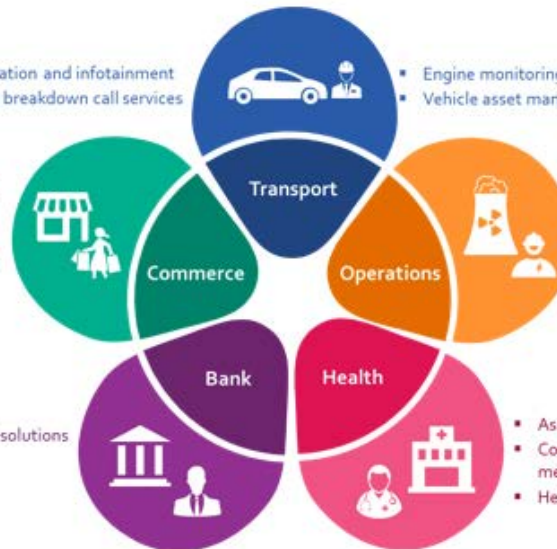 ation and infotainment
breakdown call services
▪ Engine monitoring
▪ Vehicle asset man
Transport
Commerce
Operations
Bank
Health
solutions
▪ As
▪ Co
me
▪ He